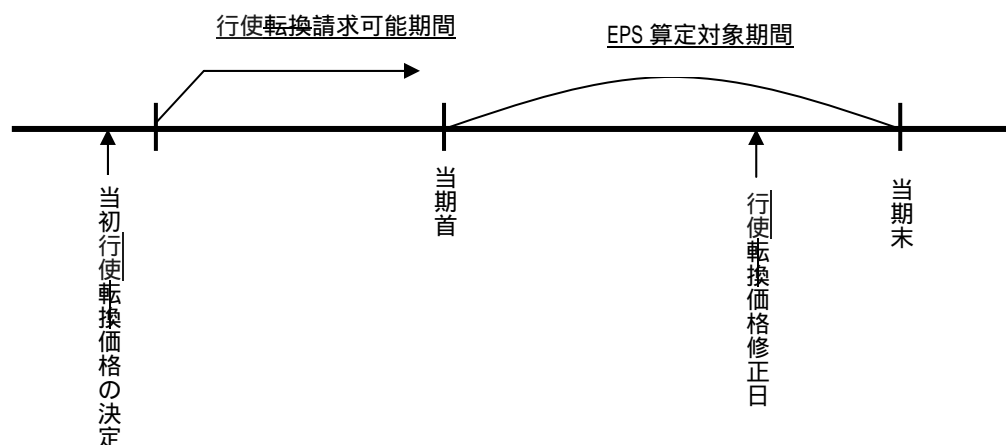 行使転換請求可能期間
EPS 算定対象期間
当初行使転換価格の決定
当期首
行使転換価格修正日
当期末